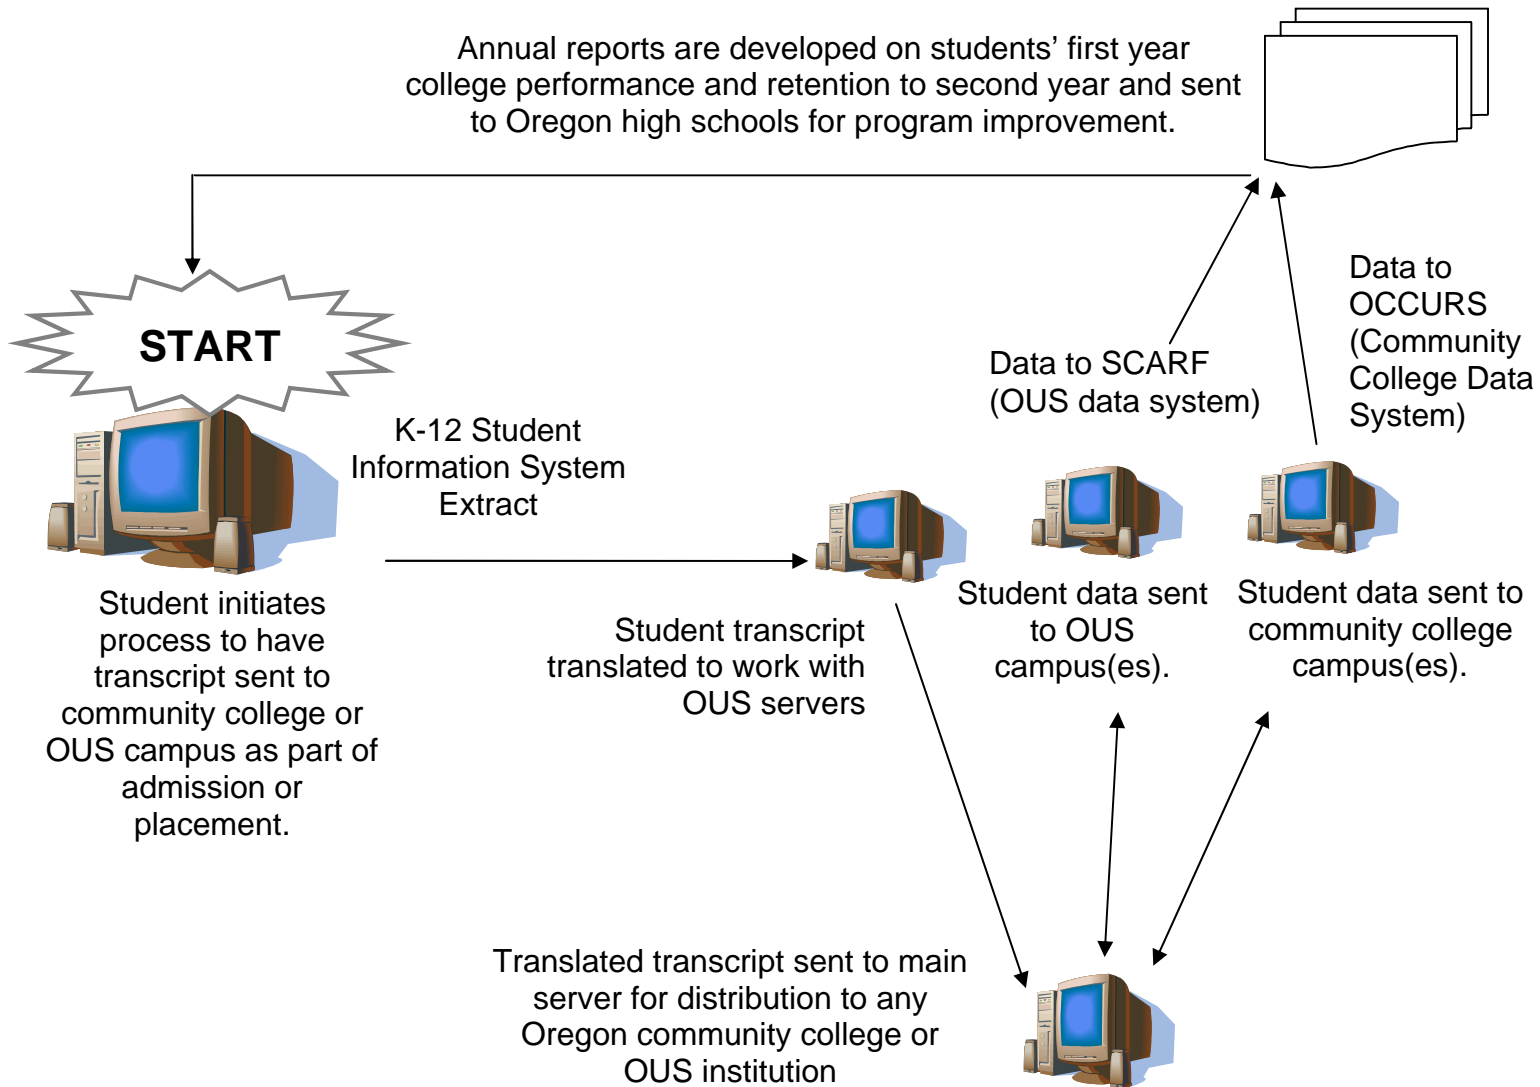 Annual reports are developed on students’ first year
college performance and retention to second year and sent
to Oregon high schools for program improvement.
START
K-12 Student
Information System
Extract
Data to SCARF
(OUS data system)
Data to
OCCURS
(Community
College Data
System)
Student initiates
process to have
transcript sent to
community college or
OUS campus as part of
admission or
placement.
Student transcript
translated to work with
OUS servers
Student data sent
to OUS
campus(es).
Student data sent to
community college
campus(es).
Translated transcript sent to main
server for distribution to any
Oregon community college or
OUS institution